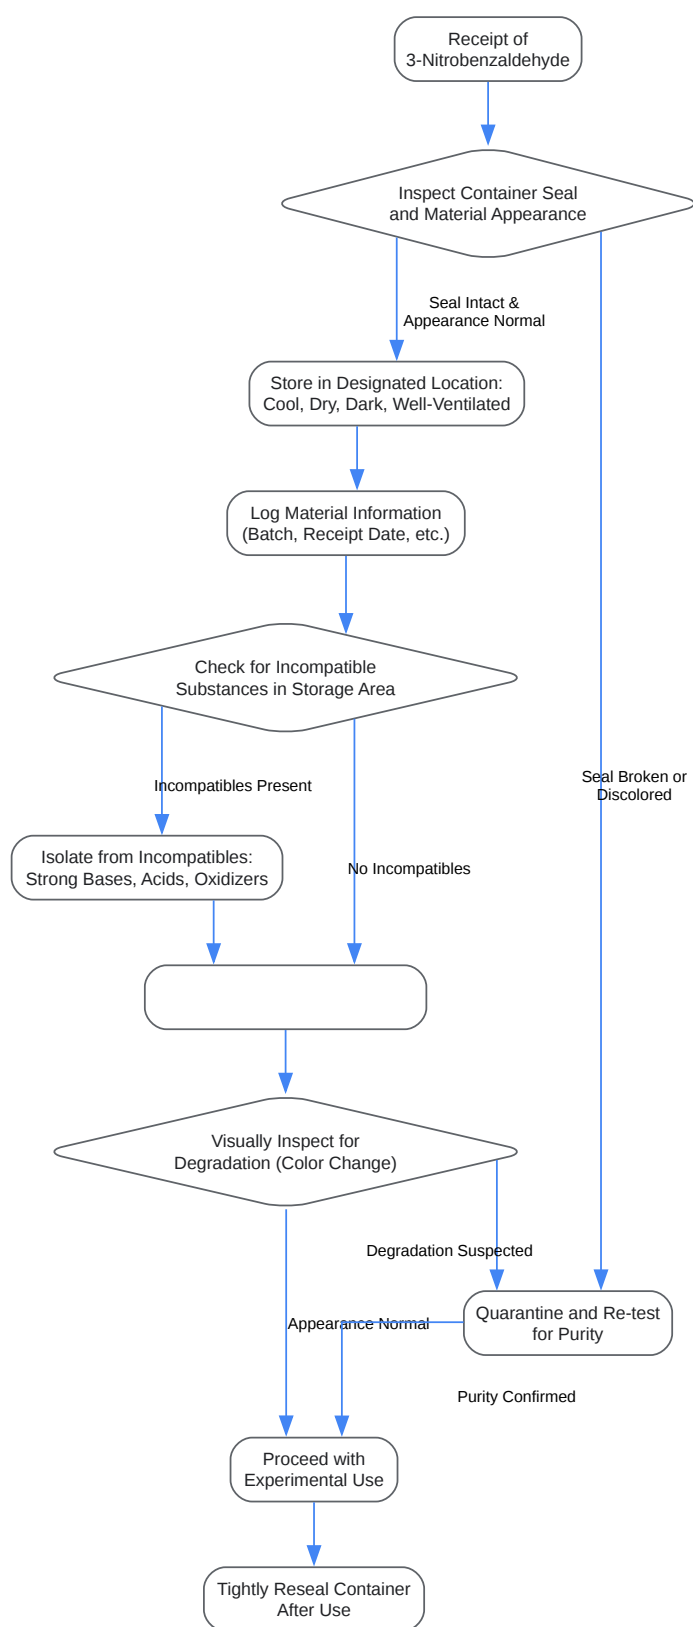 Receipt of
3-Nitrobenzaldehyde
Inspect Container Seal
and Material Appearance
Seal Intact &
Appearance Normal
Store in Designated Location:
Cool, Dry, Dark, Well-Ventilated
Log Material Information
(Batch, Receipt Date, etc.)
Check for Incompatible
Substances in Storage Area
Incompatibles Present
Seal Broken or
Discolored
Isolate from Incompatibles:
Strong Bases, Acids, Oxidizers
No Incompatibles
Visually Inspect for
Degradation (Color Change)
Degradation Suspected
Quarantine and Re-test
for Purity
Appearance Normal
Purity Confirmed
Proceed with
Experimental Use
Tightly Reseal Container
After Use